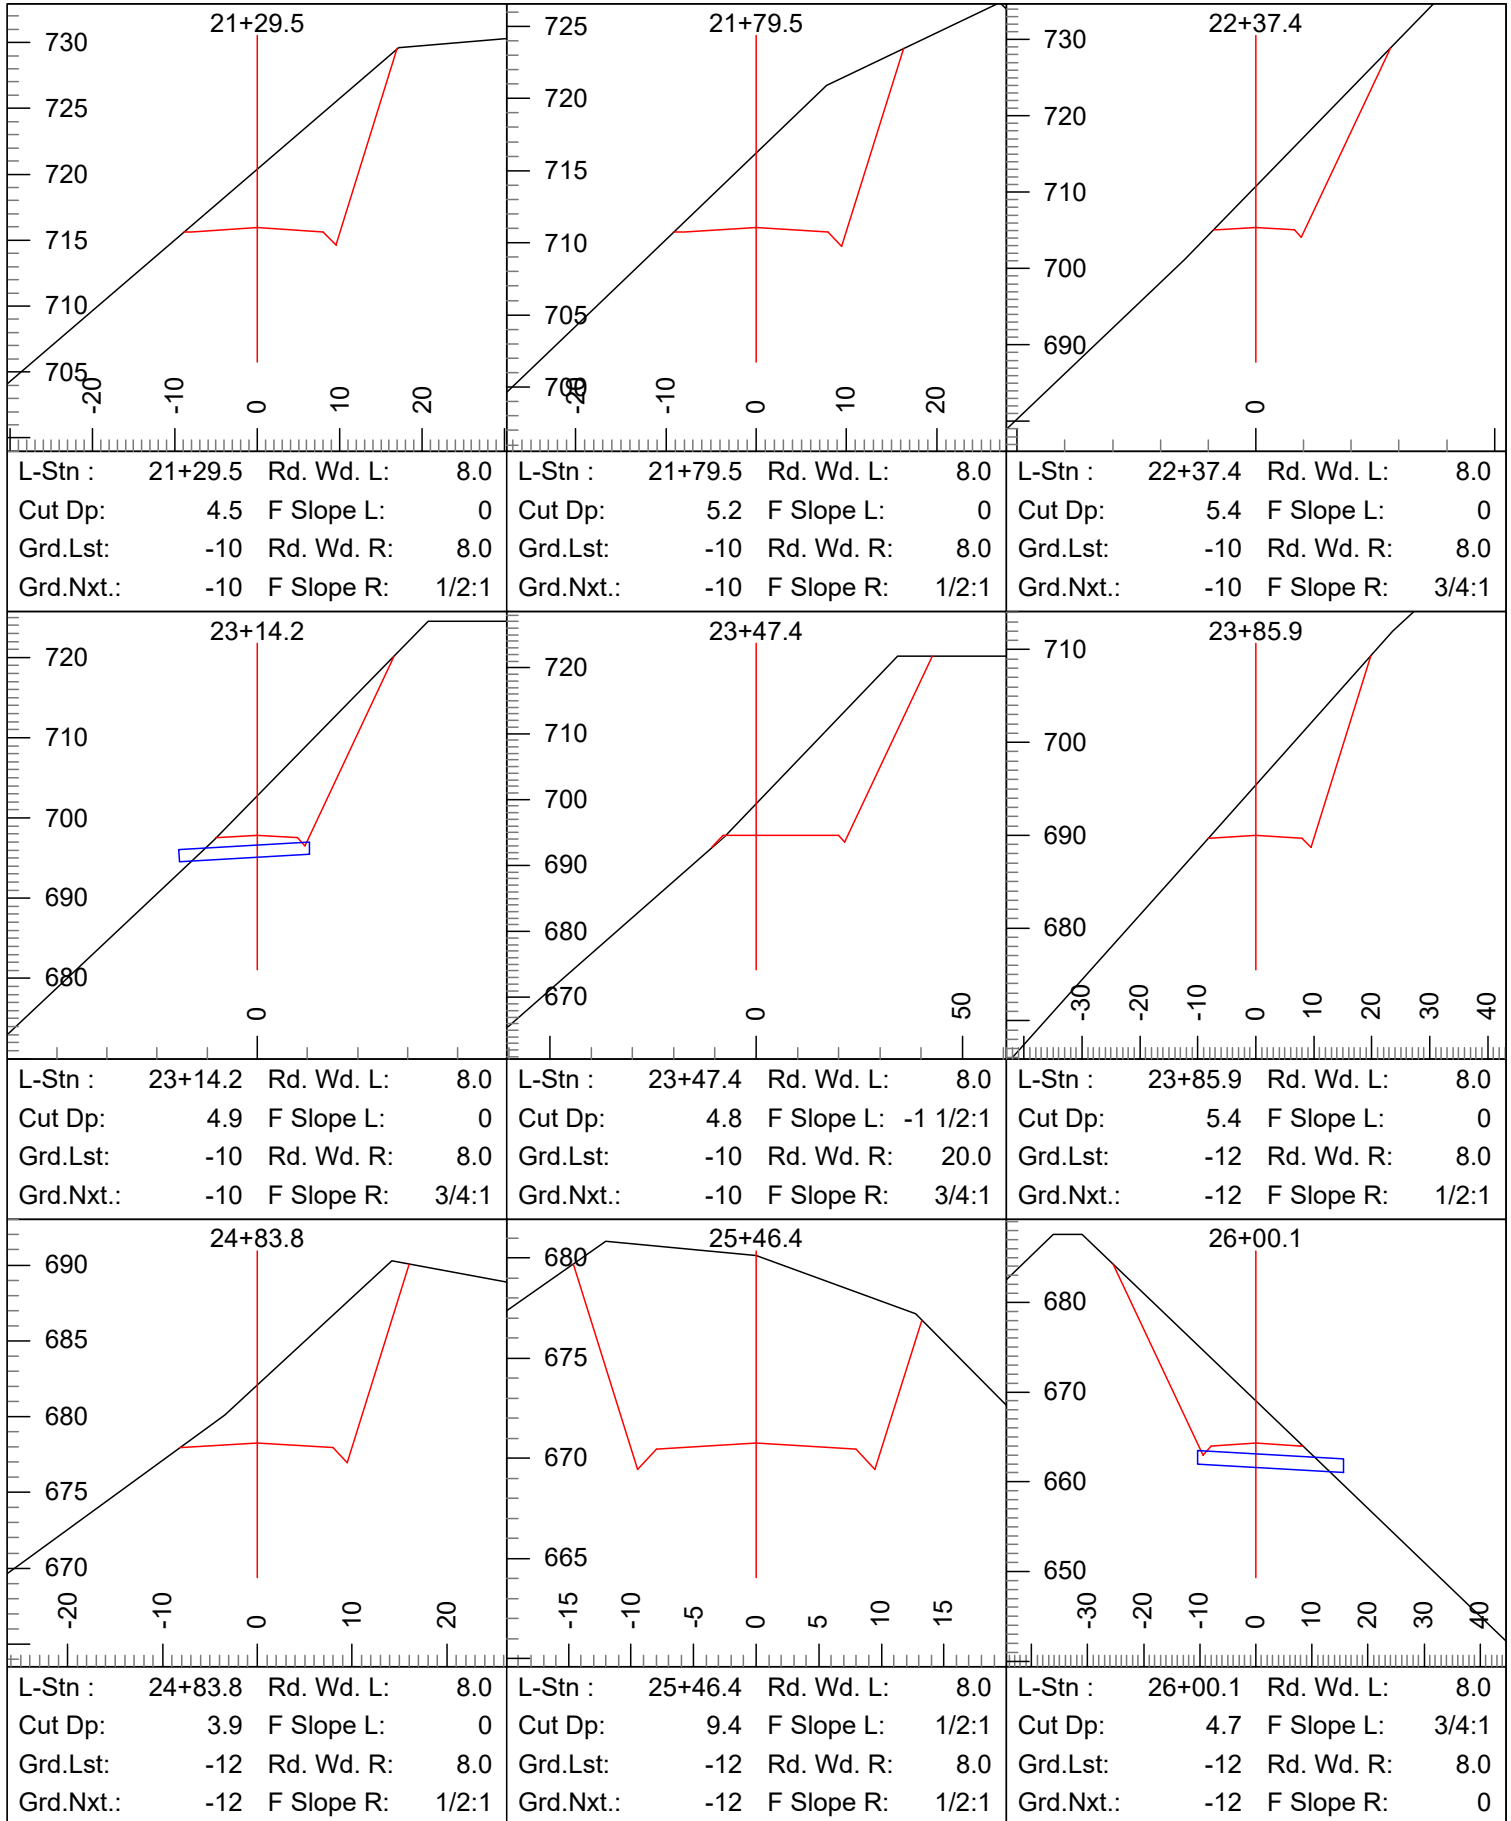 21+29.5
730
725
720
715
710
705
-20
-10
0
10
20
L-Stn : 21+29.5 Rd. Wd. L: 8.0
Cut Dp: 4.5 F Slope L: 0
Grd.Lst: -10 Rd. Wd. R: 8.0
Grd.Nxt.: -10 F Slope R: 1/2:1
21+79.5
725
720
715
710
705
700
-20
-10
0
10
20
L-Stn : 21+79.5 Rd. Wd. L: 8.0
Cut Dp: 5.2 F Slope L: 0
Grd.Lst: -10 Rd. Wd. R: 8.0
Grd.Nxt.: -10 F Slope R: 1/2:1
22+37.4
730
720
710
700
690
0
L-Stn : 22+37.4 Rd. Wd. L: 8.0
Cut Dp: 5.4 F Slope L: 0
Grd.Lst: -10 Rd. Wd. R: 8.0
Grd.Nxt.: -10 F Slope R: 3/4:1
23+14.2
720
710
700
690
680
0
L-Stn : 23+14.2 Rd. Wd. L: 8.0
Cut Dp: 4.9 F Slope L: 0
Grd.Lst: -10 Rd. Wd. R: 8.0
Grd.Nxt.: -10 F Slope R: 3/4:1
23+47.4
720
710
700
690
680
670
0
50
L-Stn : 23+47.4 Rd. Wd. L: 8.0
Cut Dp: 4.8 F Slope L: -1 1/2:1
Grd.Lst: -10 Rd. Wd. R: 20.0
Grd.Nxt.: -10 F Slope R: 3/4:1
23+85.9
710
700
690
680
-30
-20
-10
0
10
20
30
40
L-Stn : 23+85.9 Rd. Wd. L: 8.0
Cut Dp: 5.4 F Slope L: 0
Grd.Lst: -12 Rd. Wd. R: 8.0
Grd.Nxt.: -12 F Slope R: 1/2:1
24+83.8
690
685
680
675
670
-20
-10
0
10
20
L-Stn : 24+83.8 Rd. Wd. L: 8.0
Cut Dp: 3.9 F Slope L: 0
Grd.Lst: -12 Rd. Wd. R: 8.0
Grd.Nxt.: -12 F Slope R: 1/2:1
25+46.4
680
675
670
665
-15
-10
-5
0
5
10
15
L-Stn : 25+46.4 Rd. Wd. L: 8.0
Cut Dp: 9.4 F Slope L: 1/2:1
Grd.Lst: -12 Rd. Wd. R: 8.0
Grd.Nxt.: -12 F Slope R: 1/2:1
26+00.1
680
670
660
650
-30
-20
-10
0
10
20
30
40
L-Stn : 26+00.1 Rd. Wd. L: 8.0
Cut Dp: 4.7 F Slope L: 3/4:1
Grd.Lst: -12 Rd. Wd. R: 8.0
Grd.Nxt.: -12 F Slope R: 0